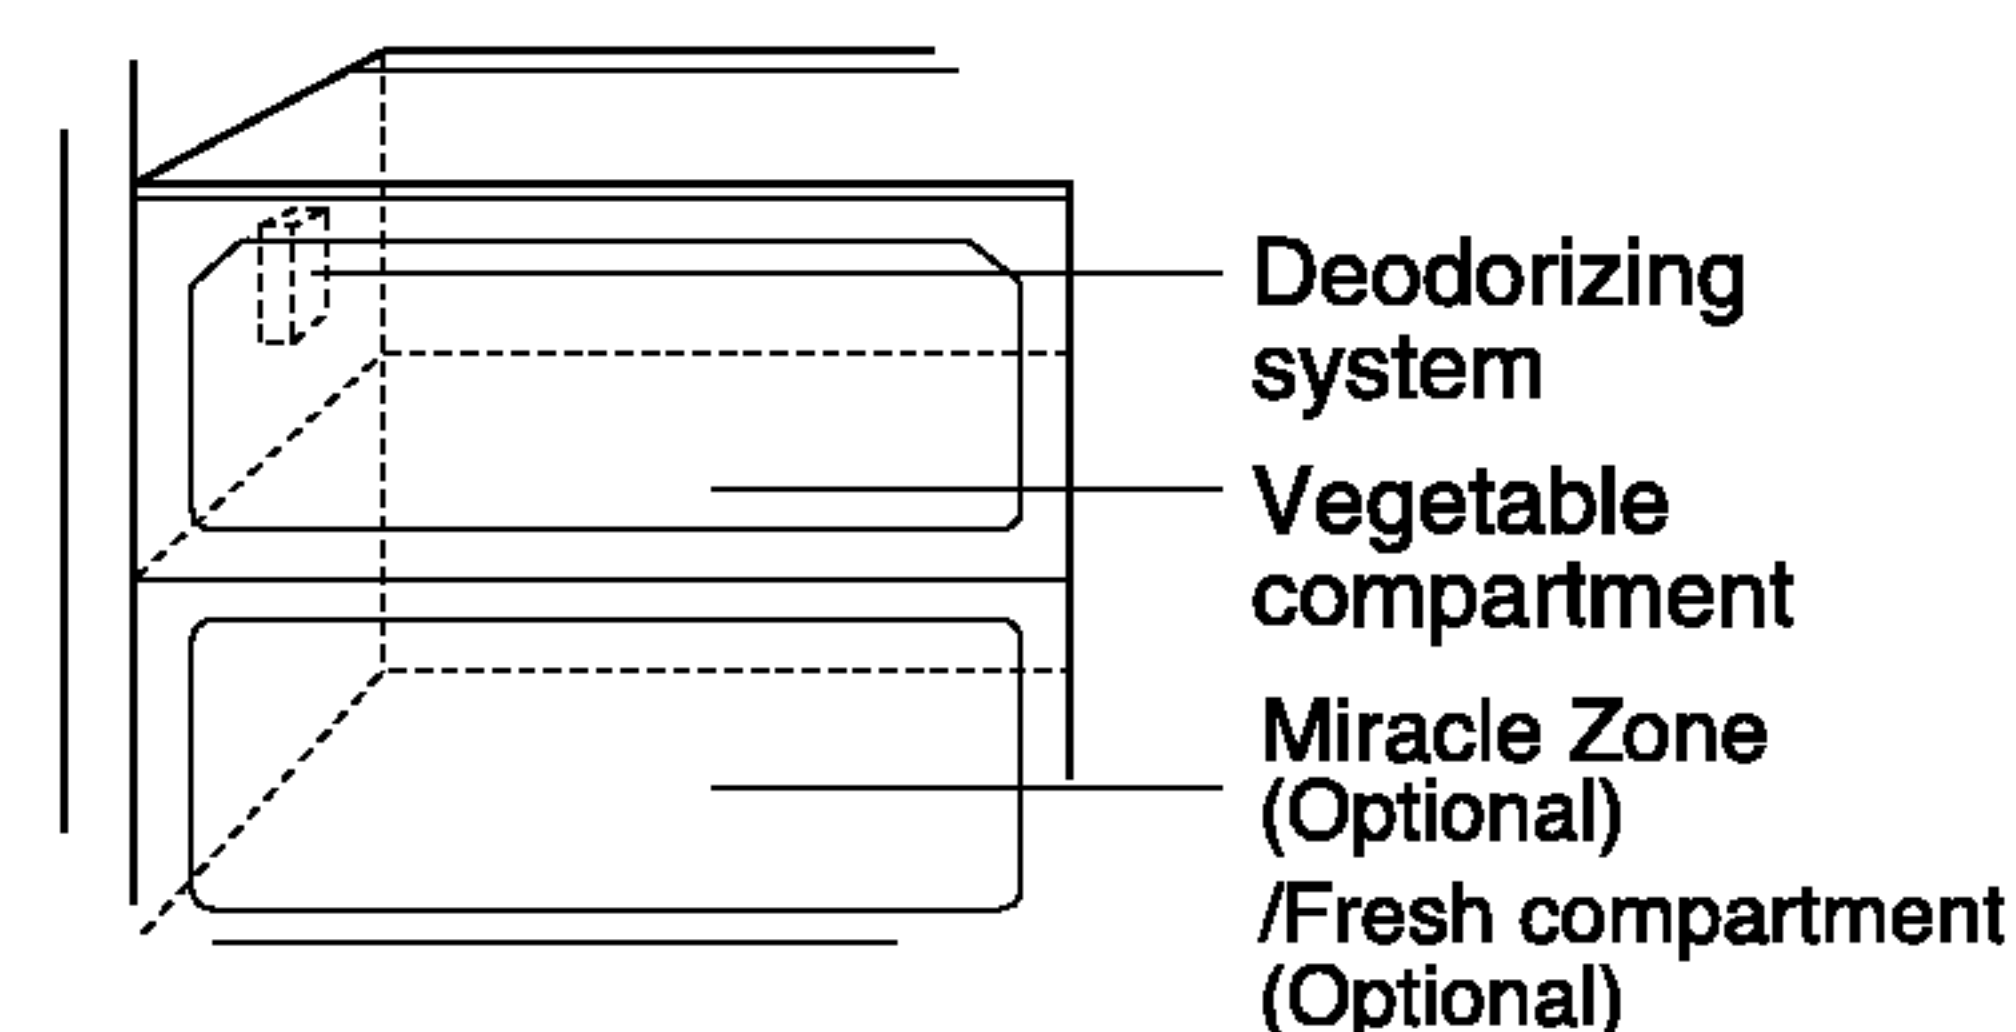 Deodorizing
system
Vegetable
compartment
Miracle Zone
(Optional)
/Fresh compartment
(Optional)